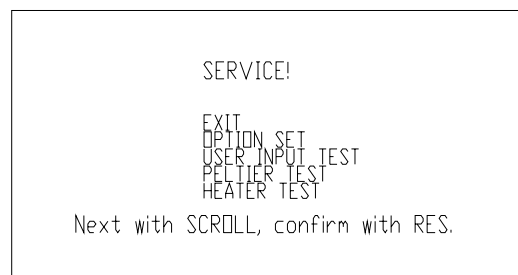 SERVICE!
EXIT
OPTION SET
USER INPUT TEST
PELTIER TEST
HEATER TEST
Next with SCROLL, confirm with RES.